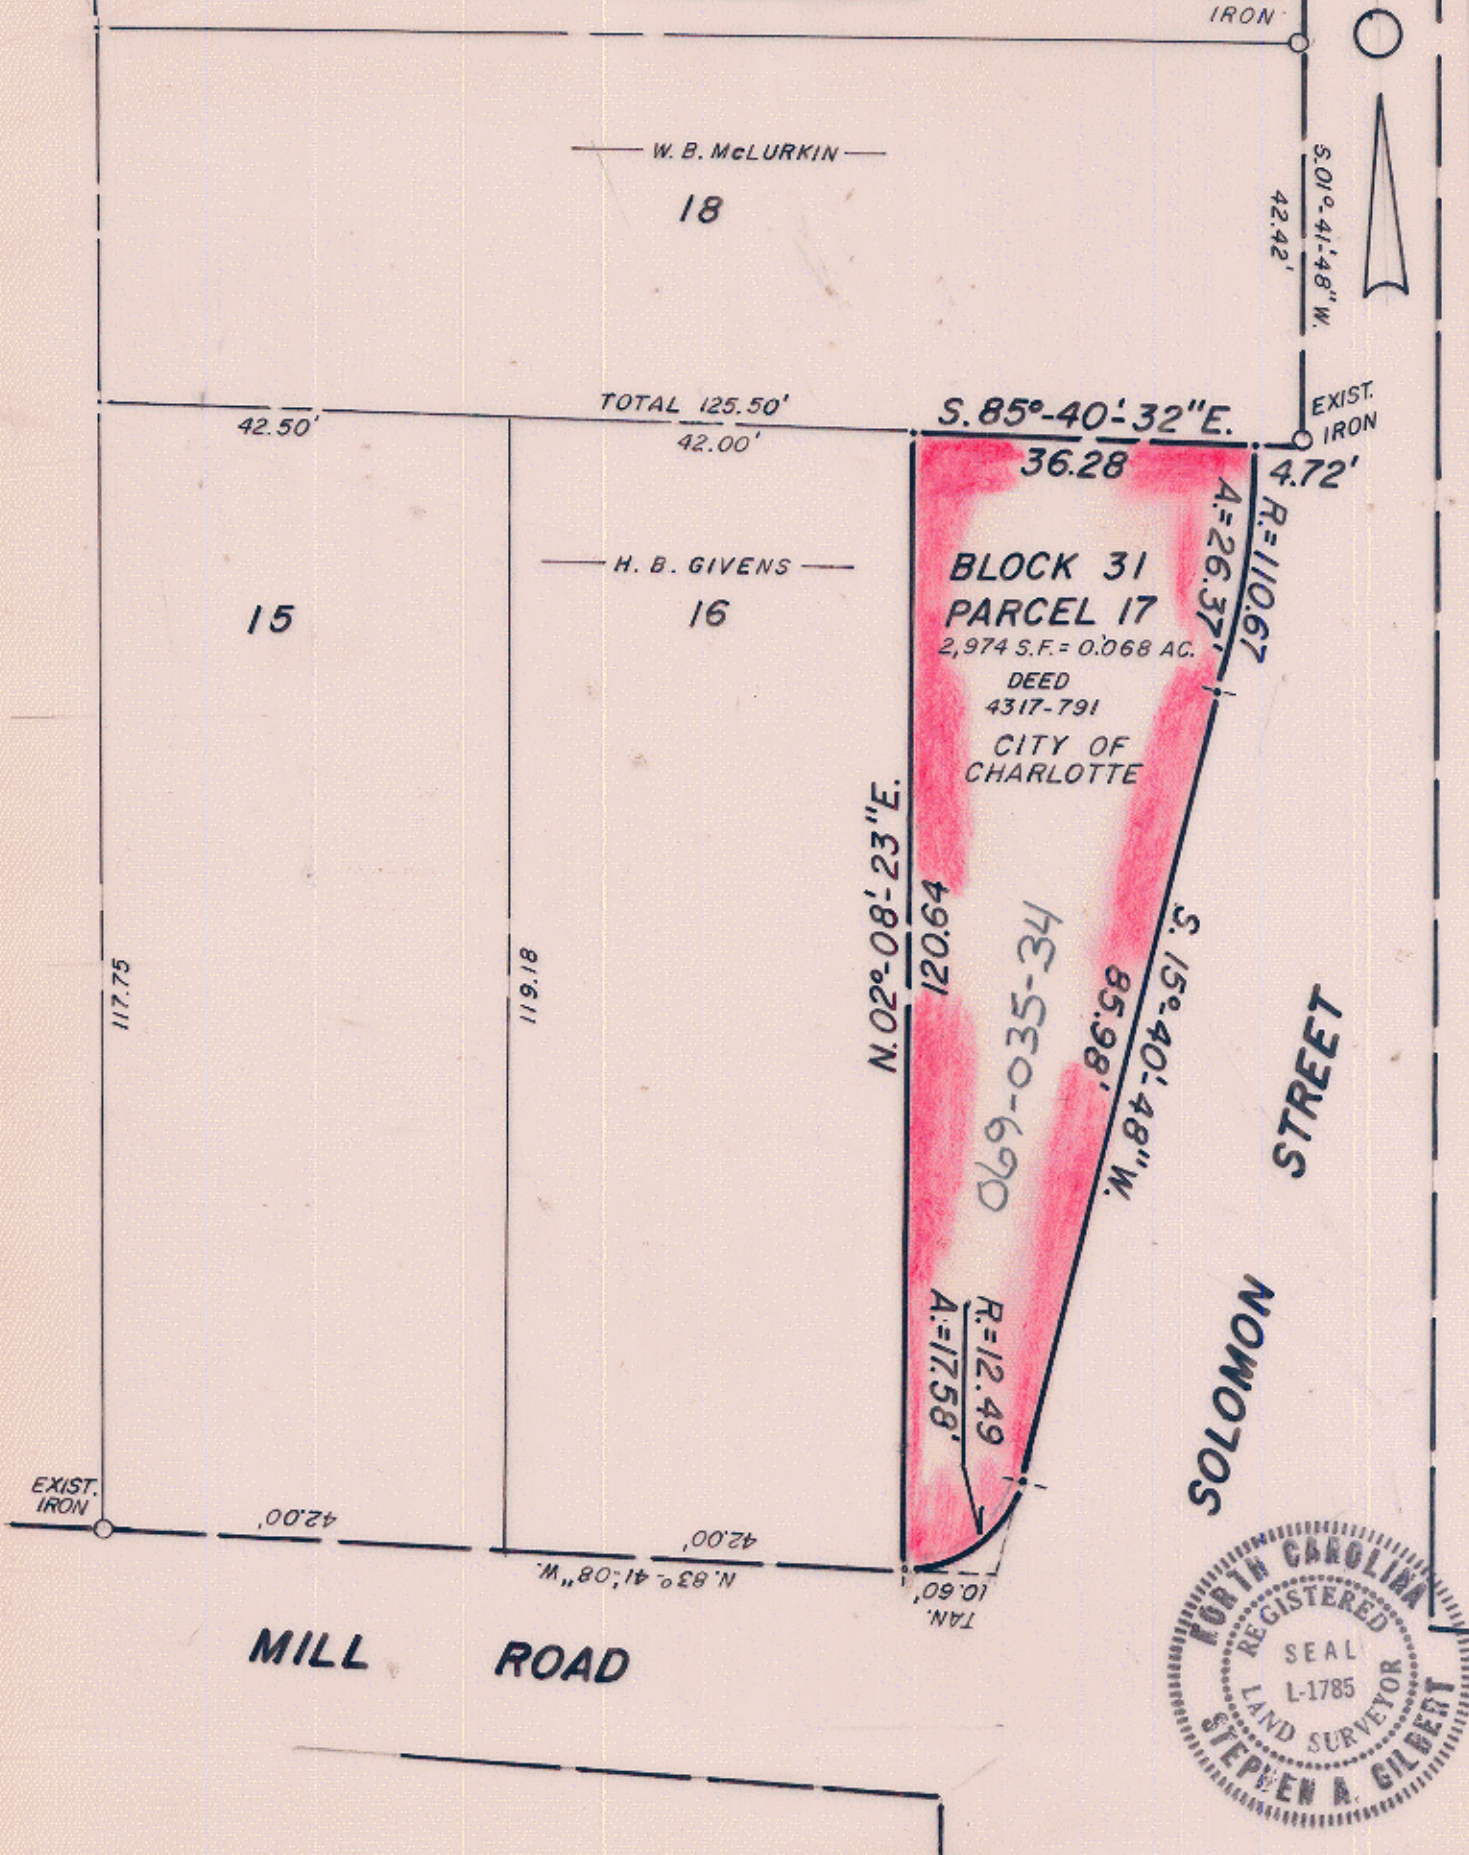 IRON
W. B. McLURKIN
18
S.01°-41'-48" W.
42.42'
EXIST.
IRON
TOTAL 125.50'
42.50'
42.00'
S. 85°-40'-32"E.
36.28
4.72'
R.=110.67
A.=26.37'
BLOCK 31
PARCEL 17
2,974 S.F.= 0.068 AC.
DEED
4317-791
CITY OF
CHARLOTTE
H. B. GIVENS
15
16
N.02°-08'-23"E.
120.64
069-035-34
S. 15°-40'-48" W.
85.98'
117.75
119.18
R.=12.49
A.=17.58'
SOLOMON STREET
EXIST.
IRON
42.00'
42.00'
N. 83°-41'-08" W.
10.60'
TAN.
MILL ROAD
NORTH CAROLINA
REGISTERED
SEAL
L-1785
LAND SURVEYOR
STEPHEN A. GILBERT